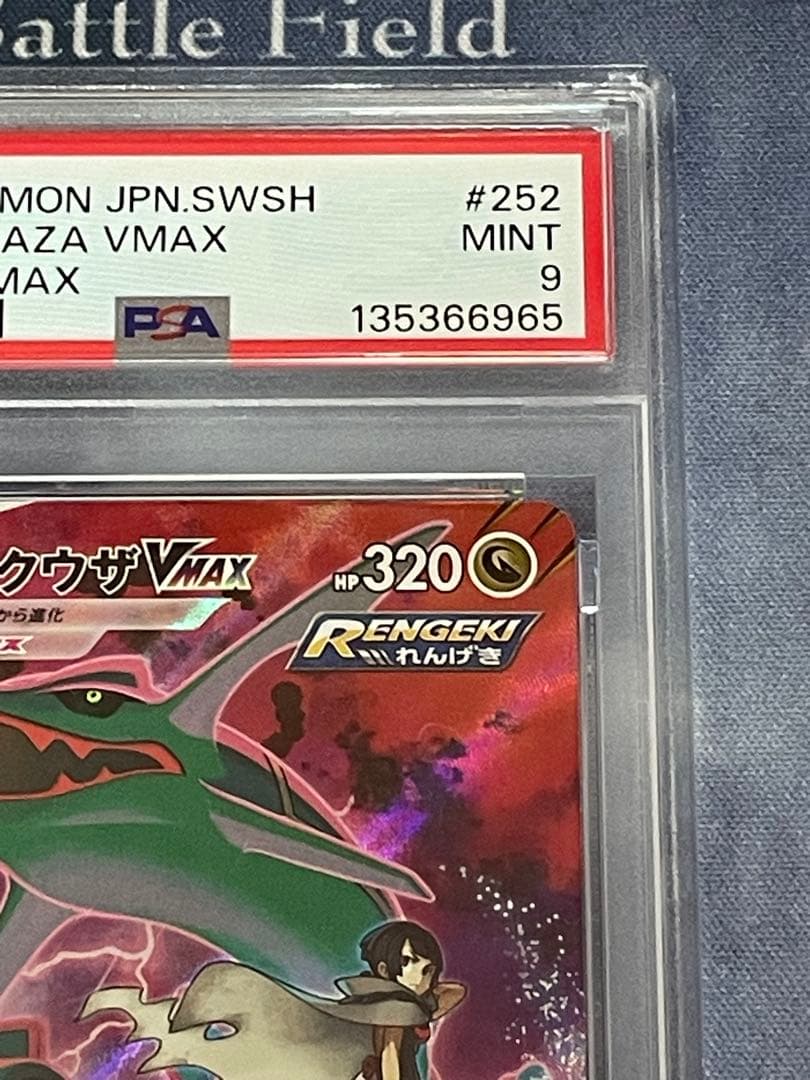 Battle Field
MON JPN.SWSH #252
AZA VMAX MINT
MAX 9
PSA 135366965
クウザVMAX HP320
から進化
RENGEKI
れんげき